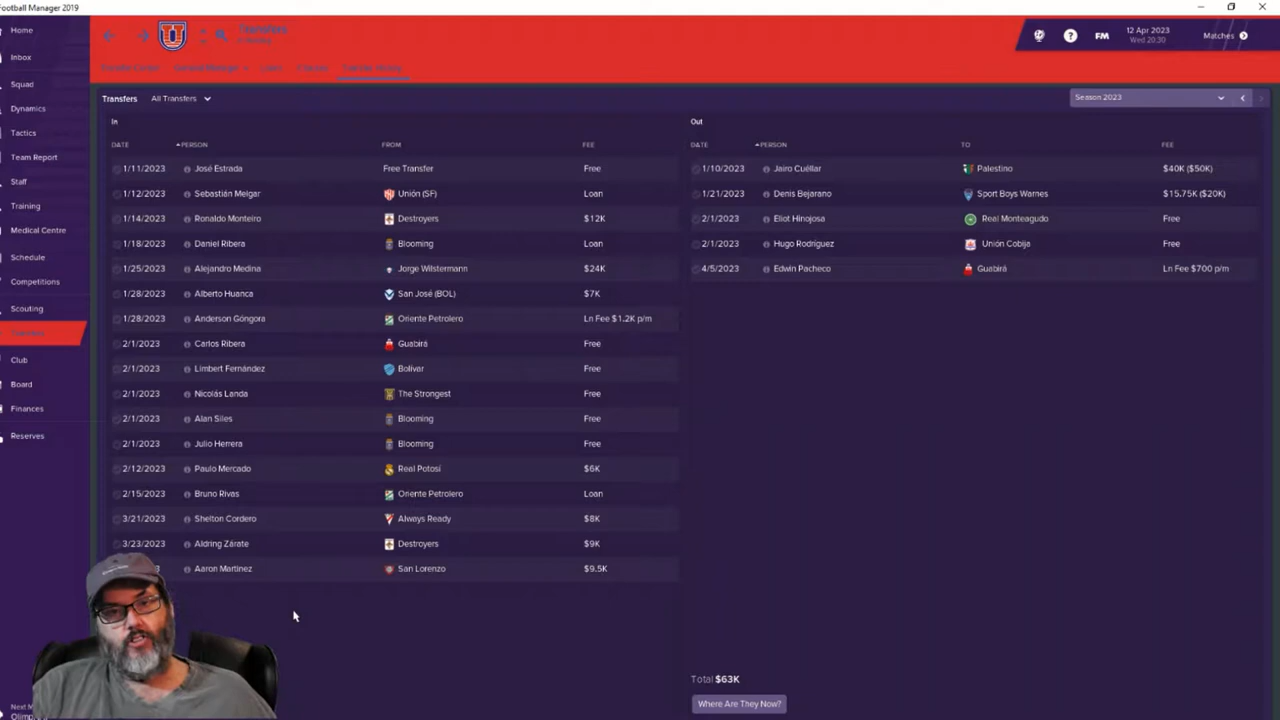 Football Manager 2019
Home
Inbox
Squad
Dynamics
Tactics
Team Report
Staff
Training
Medical Centre
Schedule
Competitions
Scouting
Transfers
Club
Board
Finances
Reserves
Transfers
FM
12 Apr 2023
Wed 20:30
Matches
Transfers All Transfers
Season 2023
In
DATE PERSON FROM FEE
1/11/2023 José Estrada Free Transfer Free
1/12/2023 Sebastián Melgar Unión (SF) Loan
1/14/2023 Ronaldo Monteiro Destroyers $12K
1/18/2023 Daniel Ribera Blooming Loan
1/25/2023 Alejandro Medina Jorge Wilstermann $24K
1/28/2023 Alberto Huanca San José (BOL) $7K
1/28/2023 Anderson Góngora Oriente Petrolero Ln Fee $1.2K p/m
2/1/2023 Carlos Ribera Guabirá Free
2/1/2023 Limbert Fernández Bolívar Free
2/1/2023 Nicolás Landa The Strongest Free
2/1/2023 Alan Siles Blooming Free
2/1/2023 Julio Herrera Blooming Free
2/12/2023 Paulo Mercado Real Potosí $6K
2/15/2023 Bruno Rivas Oriente Petrolero Loan
3/21/2023 Shelton Cordero Always Ready $8K
3/23/2023 Aldring Zárate Destroyers $9K
Aaron Martínez San Lorenzo $9.5K
Out
DATE PERSON TO FEE
1/10/2023 Jairo Cuéllar Palestino $40K ($50K)
1/21/2023 Denis Bejarano Sport Boys Warnes $15.75K ($20K)
2/1/2023 Eliot Hinojosa Real Monteagudo Free
2/1/2023 Hugo Rodríguez Unión Cobija Free
4/5/2023 Edwin Pacheco Guabirá Ln Fee $700 p/m
Total $63K
Where Are They Now?
Next M